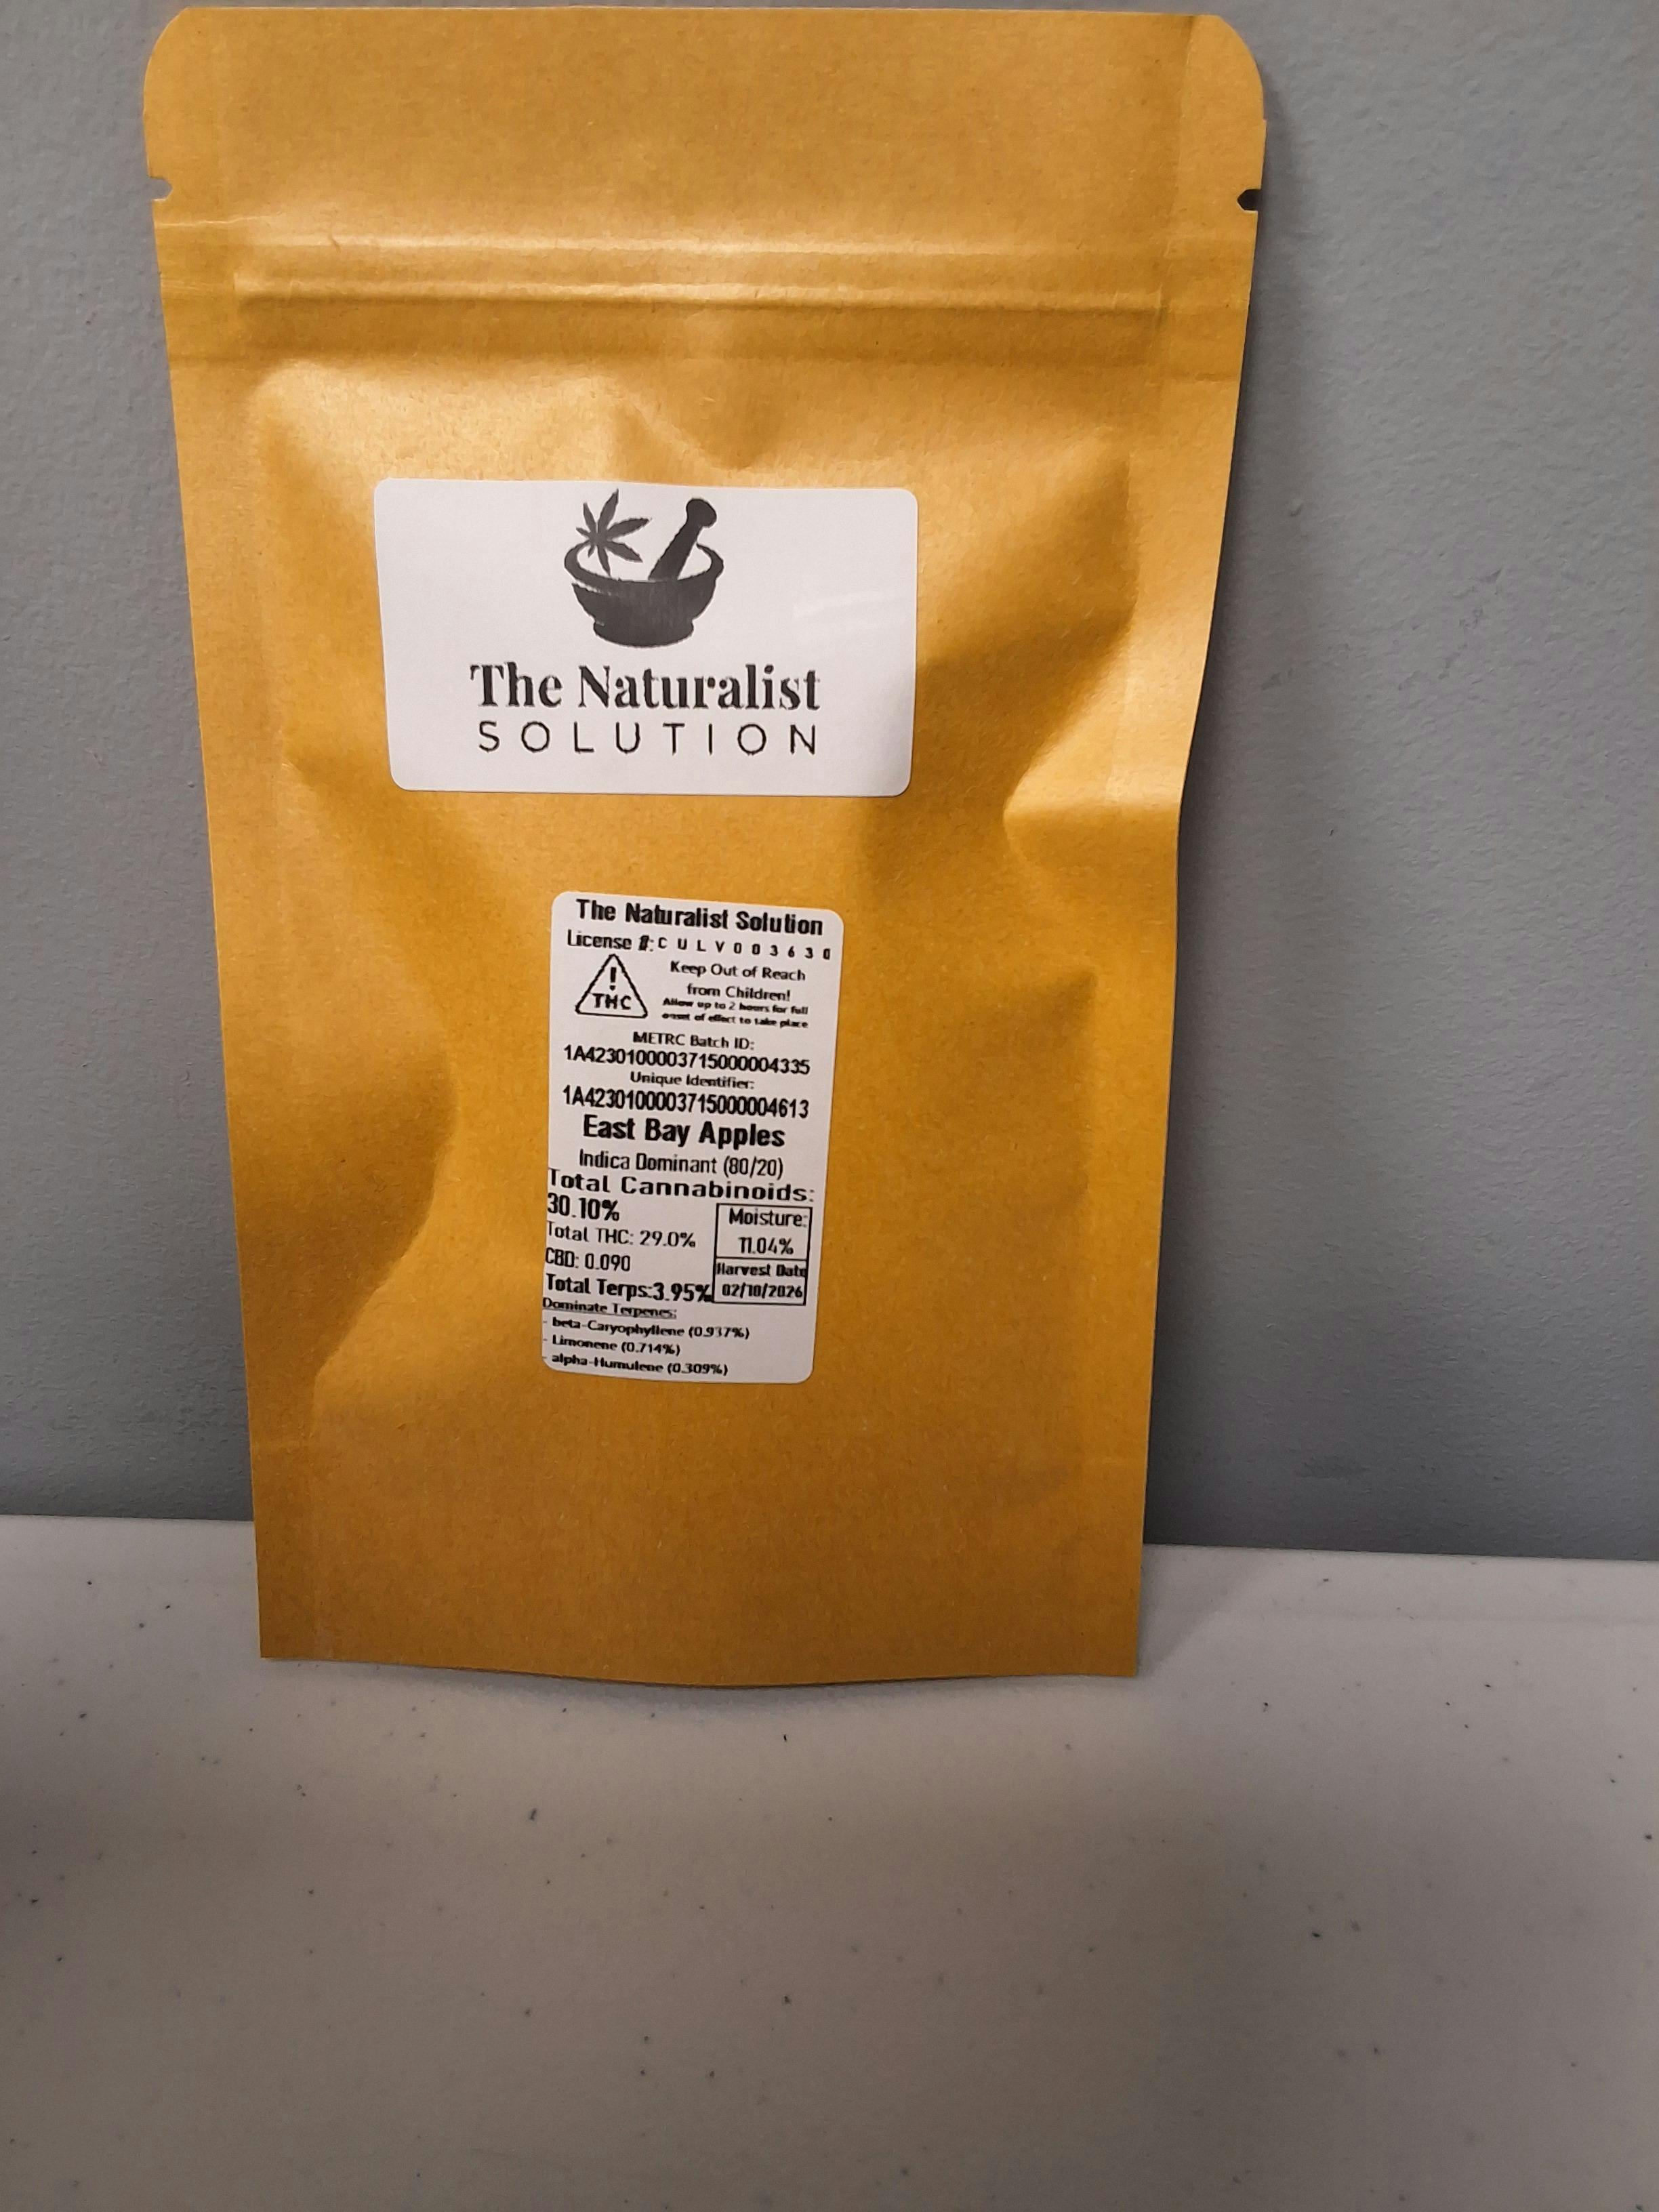 The Naturalist
SOLUTION
The Naturalist Solution
License #: CULV003630
THC
Keep Out of Reach
from Children!
Allow up to 2 hours for full
onset of effect to take place
METRC Batch ID:
1A4230100003715000004335
Unique Identifier:
1A4230100003715000004613
East Bay Apples
Indica Dominant (80/20)
Total Cannabinoids:
30.10%
Total THC: 29.0%
CBD: 0.090
Total Terps:3.95%
Moisture:
11.04%
Harvest Date
02/10/2026
Dominate Terpenes:
- beta-Caryophyllene (0.937%)
- Limonene (0.714%)
- alpha-Humulene (0.309%)